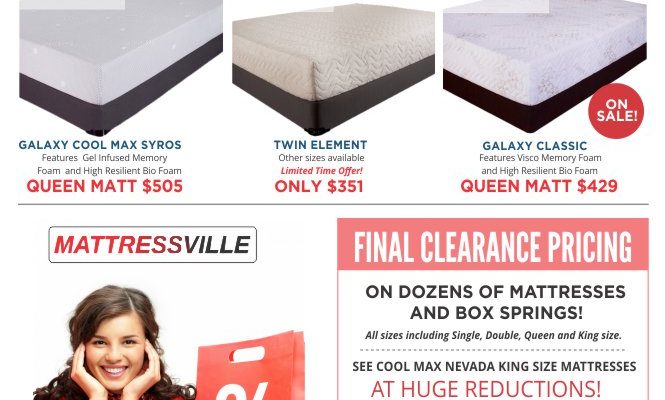 GALAXY COOL MAX SYROS
Features Gel Infused Memory
Foam and High Resilient Bio Foam
QUEEN MATT $505
TWIN ELEMENT
Other sizes available
Limited Time Offer!
ONLY $351
ON
SALE!
GALAXY CLASSIC
Features Visco Memory Foam
and High Resilient Bio Foam
QUEEN MATT $429
MATTRESSVILLE
%
FINAL CLEARANCE PRICING
ON DOZENS OF MATTRESSES
AND BOX SPRINGS!
All sizes including Single, Double, Queen and King size.
SEE COOL MAX NEVADA KING SIZE MATTRESSES
AT HUGE REDUCTIONS!